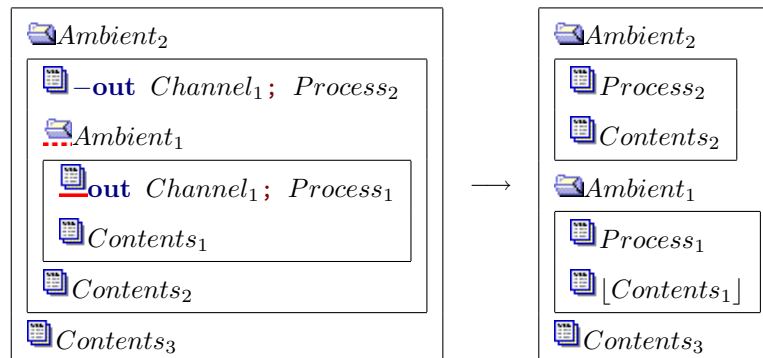 Ambient₂
−out Channel₁; Process₂
Ambient₁
out Channel₁; Process₁
Contents₁
Contents₂
Contents₃
⟶
Ambient₂
Process₂
Contents₂
Ambient₁
Process₁
⌊Contents₁⌋
Contents₃